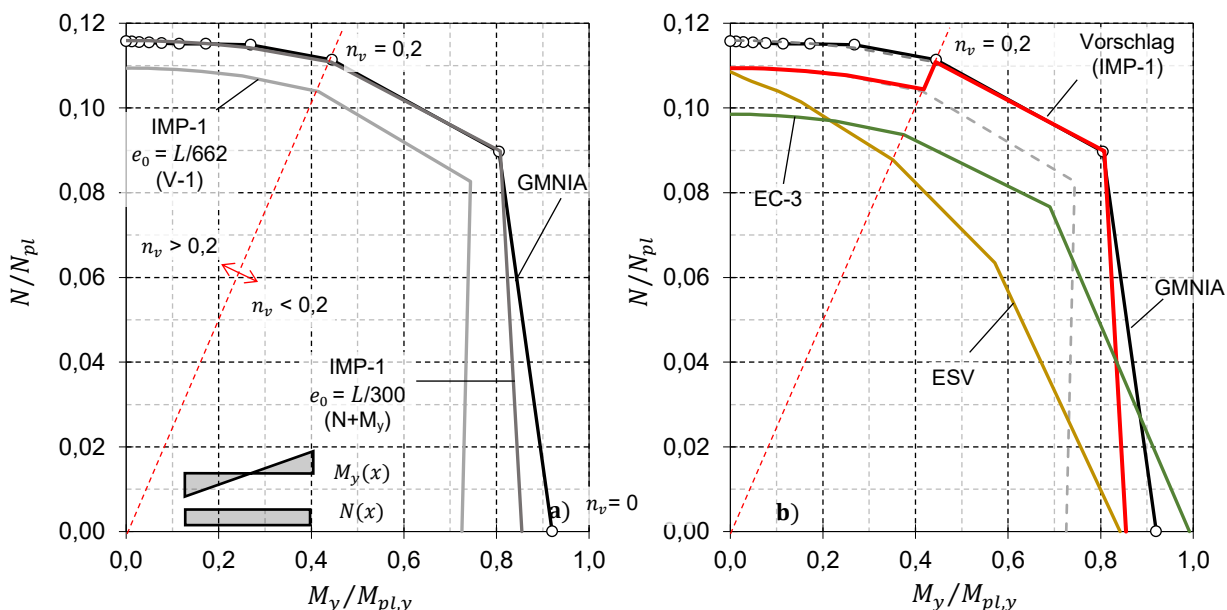 N/N_pl
0,12
0,10
0,08
0,06
0,04
0,02
0,00
n_v = 0,2
IMP-1
e_0 = L/662
(V-1)
GMNIA
n_v > 0,2
n_v < 0,2
IMP-1
e_0 = L/300
(N+M_y)
M_y(x)
N(x)
a)
n_v = 0
0,0 0,2 0,4 0,6 0,8 1,0
M_y/M_pl,y
N/N_pl
0,12
0,10
0,08
0,06
0,04
0,02
0,00
n_v = 0,2
Vorschlag
(IMP-1)
EC-3
GMNIA
ESV
b)
0,0 0,2 0,4 0,6 0,8 1,0
M_y/M_pl,y